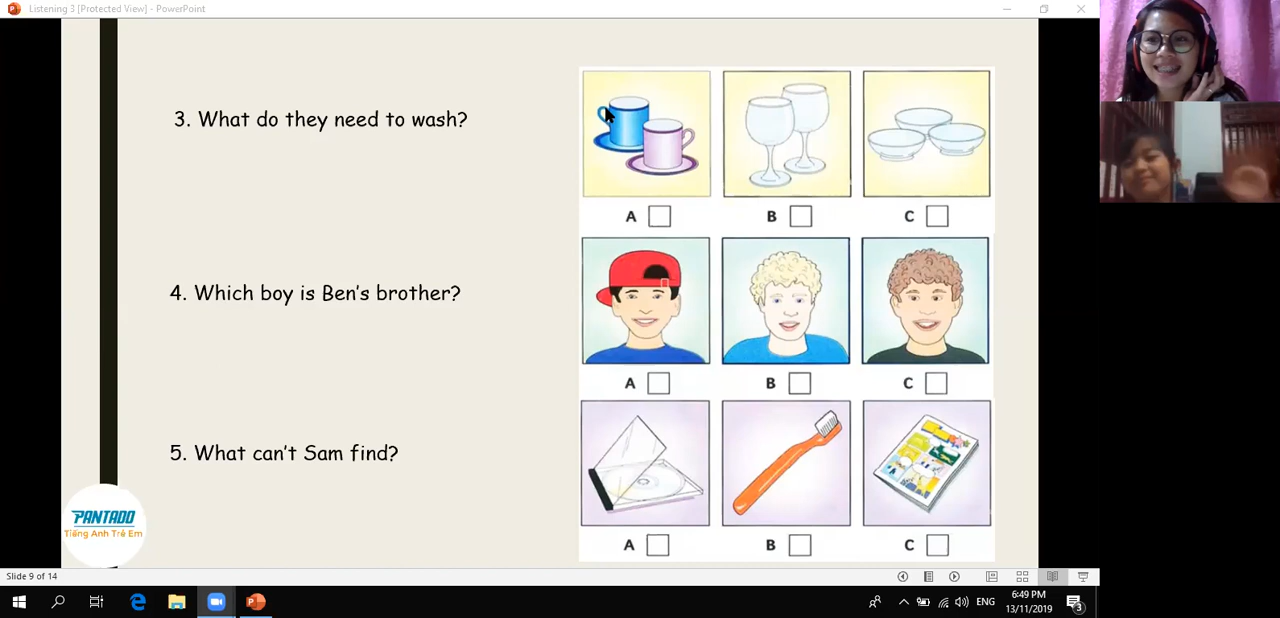 Listening 3 [Protected View] - PowerPoint
3. What do they need to wash?
A
B
C
4. Which boy is Ben's brother?
A
B
C
5. What can't Sam find?
A
B
C
PANTADO
Tiếng Anh Trẻ Em
Slide 9 of 14
ENG
6:49 PM
13/11/2019
3